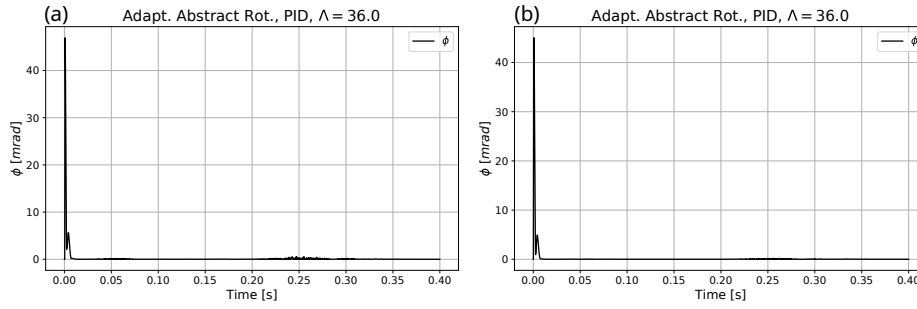 (a)
Adapt. Abstract Rot., PID, Λ = 36.0
ϕ
40
30
20
10
0
ϕ [mrad]
0.00 0.05 0.10 0.15 0.20 0.25 0.30 0.35 0.40
Time [s]
(b)
Adapt. Abstract Rot., PID, Λ = 36.0
ϕ
40
30
20
10
0
ϕ [mrad]
0.00 0.05 0.10 0.15 0.20 0.25 0.30 0.35 0.40
Time [s]